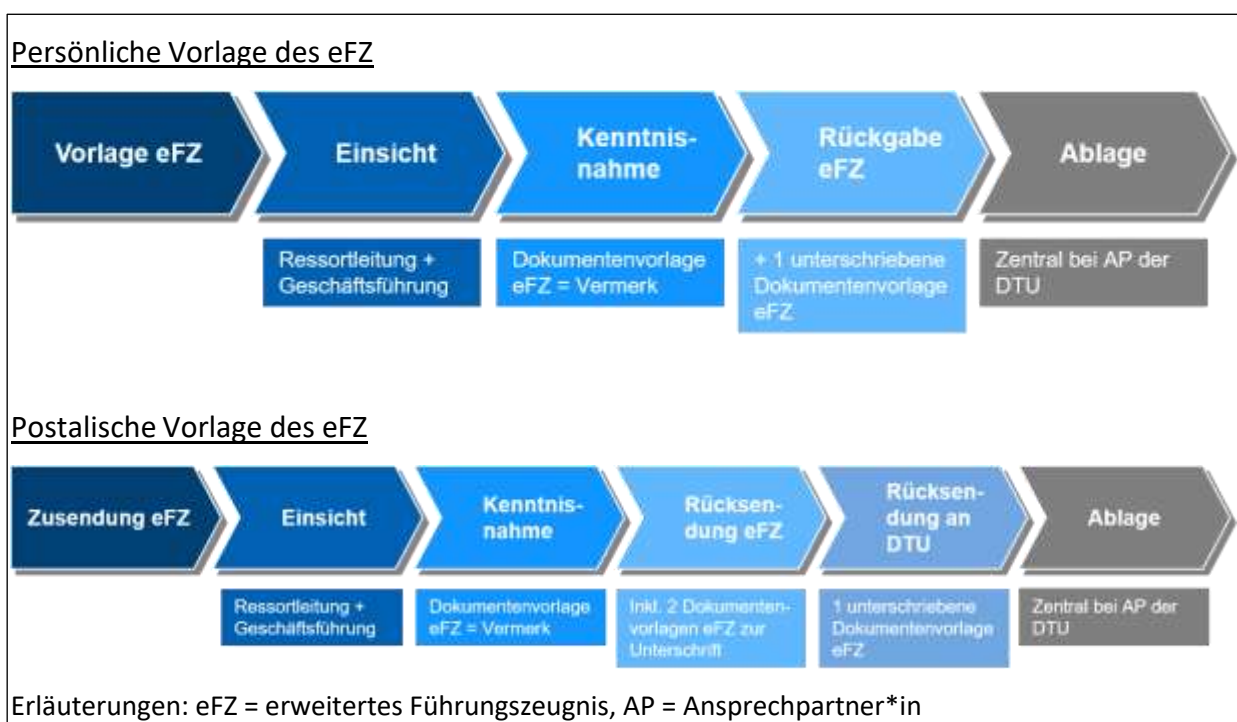 Persönliche Vorlage des eFZ
Vorlage eFZ
Einsicht
Kenntnis-
nahme
Rückgabe
eFZ
Ablage
Ressortleitung +
Geschäftsführung
Dokumentenvorlage
eFZ = Vermerk
+ 1 unterschriebene
Dokumentenvorlage
eFZ
Zentral bei AP der
DTU
Postalische Vorlage des eFZ
Zusendung eFZ
Einsicht
Kenntnis-
nahme
Rücksen-
dung eFZ
Rücksen-
dung an
DTU
Ablage
Ressortleitung +
Geschäftsführung
Dokumentenvorlage
eFZ = Vermerk
Inkl. 2 Dokumenten-
vorlagen eFZ zur
Unterschrift
1 unterschriebene
Dokumentenvorlage
eFZ
Zentral bei AP der
DTU
Erläuterungen: eFZ = erweitertes Führungszeugnis, AP = Ansprechpartner*in